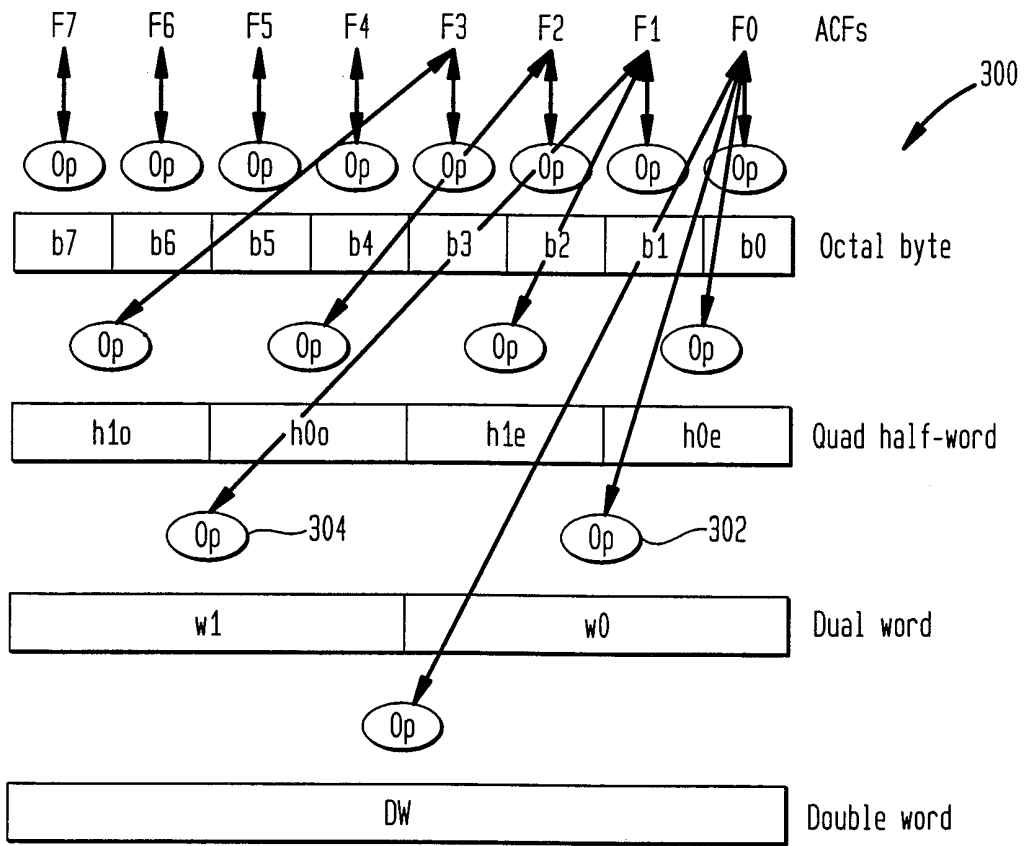 F7 F6 F5 F4 F3 F2 F1 F0 ACFs
300
Op Op Op Op Op Op Op Op
b7 b6 b5 b4 b3 b2 b1 b0 Octal byte
Op Op Op Op
h1o h0o h1e h0e Quad half-word
Op 304 Op 302
w1 w0 Dual word
Op
DW Double word